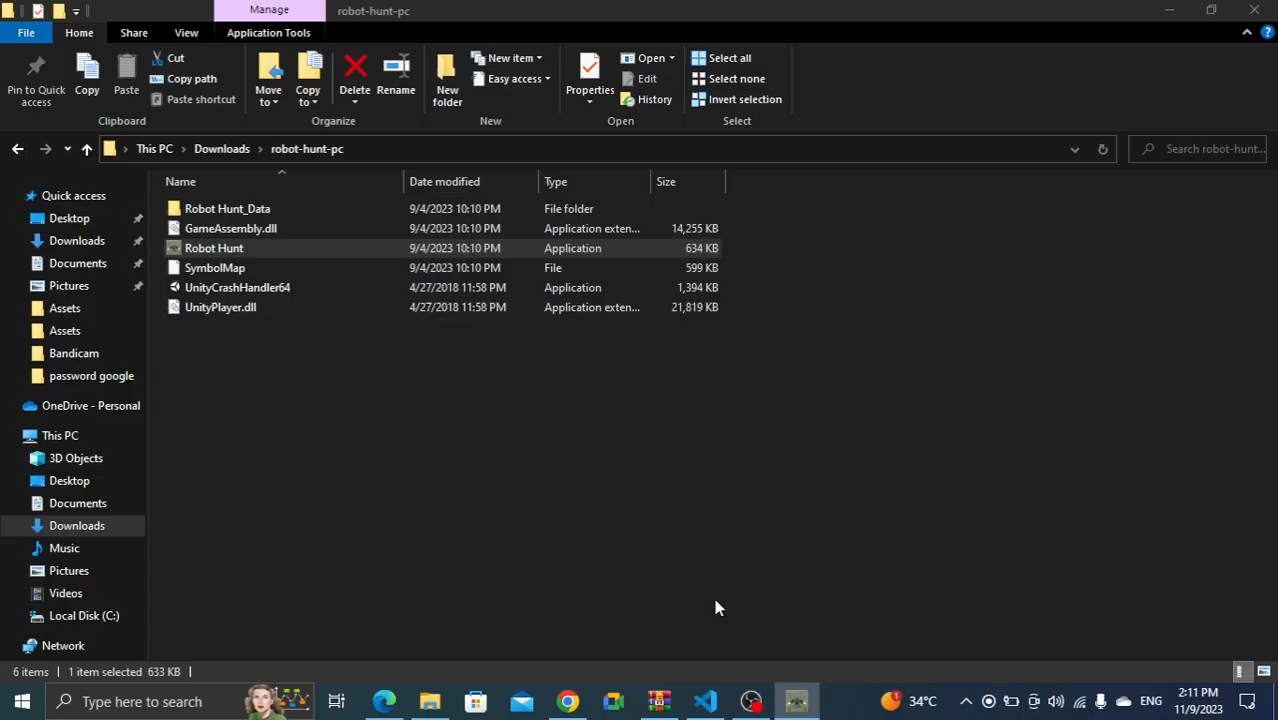 Manage
robot-hunt-pc
File
Home
Share
View
Application Tools
Pin to Quick access
Copy
Paste
Cut
Copy path
Paste shortcut
Clipboard
Move to
Copy to
Delete
Rename
Organize
New folder
New item
Easy access
New
Properties
Open
Edit
History
Open
Select all
Select none
Invert selection
Select
This PC > Downloads > robot-hunt-pc
Search robot-hunt...
Name Date modified Type Size
Robot Hunt_Data 9/4/2023 10:10 PM File folder
GameAssembly.dll 9/4/2023 10:10 PM Application exten... 14,255 KB
Robot Hunt 9/4/2023 10:10 PM Application 634 KB
SymbolMap 9/4/2023 10:10 PM File 599 KB
UnityCrashHandler64 4/27/2018 11:58 PM Application 1,394 KB
UnityPlayer.dll 4/27/2018 11:58 PM Application exten... 21,819 KB
Quick access
Desktop
Downloads
Documents
Pictures
Assets
Assets
Bandicam
password google
OneDrive - Personal
This PC
3D Objects
Desktop
Documents
Downloads
Music
Pictures
Videos
Local Disk (C:)
Network
6 items 1 item selected 633 KB
Type here to search
1
34°C
ENG
2:11 PM
11/9/2023